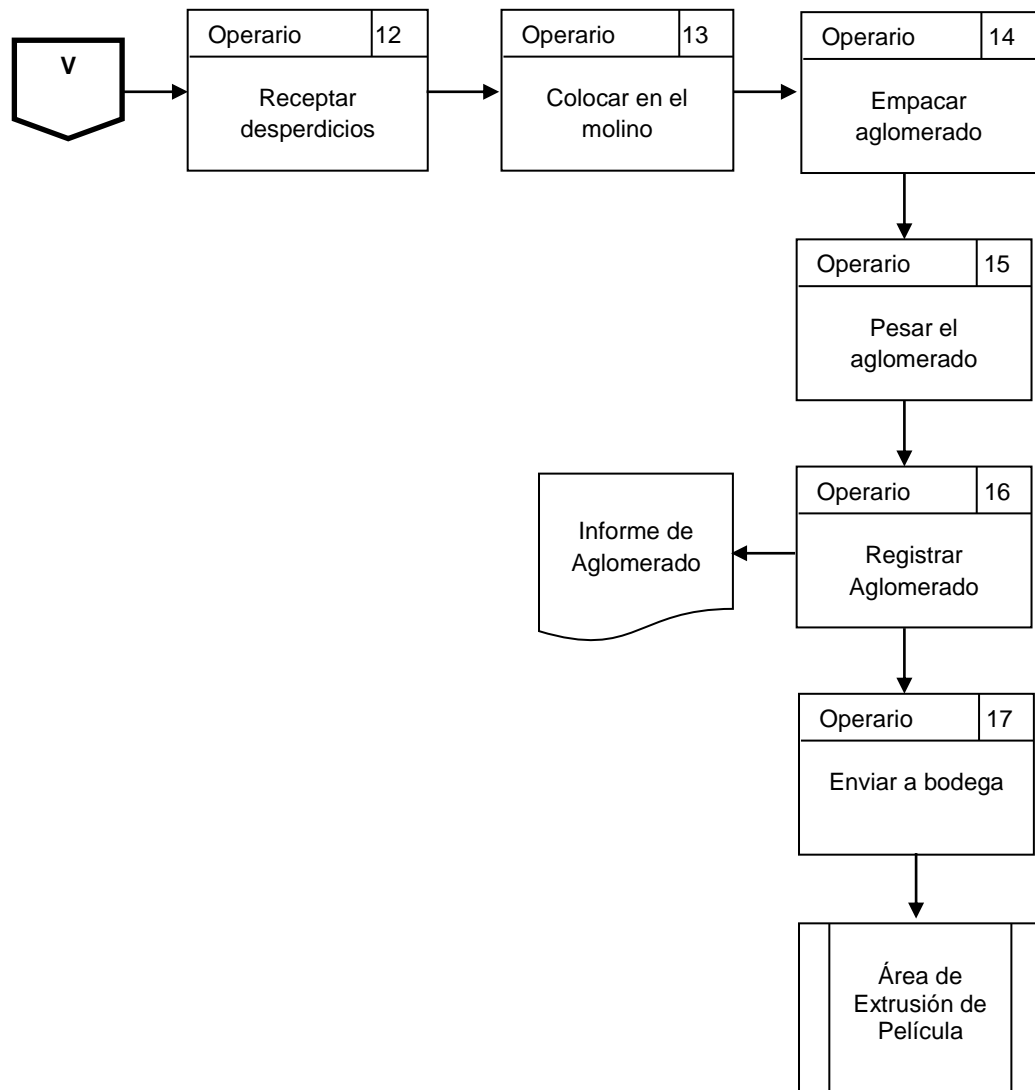 V
Operario 12
Receptar
desperdicios
Operario 13
Colocar en el
molino
Operario 14
Empacar
aglomerado
Operario 15
Pesar el
aglomerado
Operario 16
Registrar
Aglomerado
Informe de
Aglomerado
Operario 17
Enviar a bodega
Área de
Extrusión de
Película